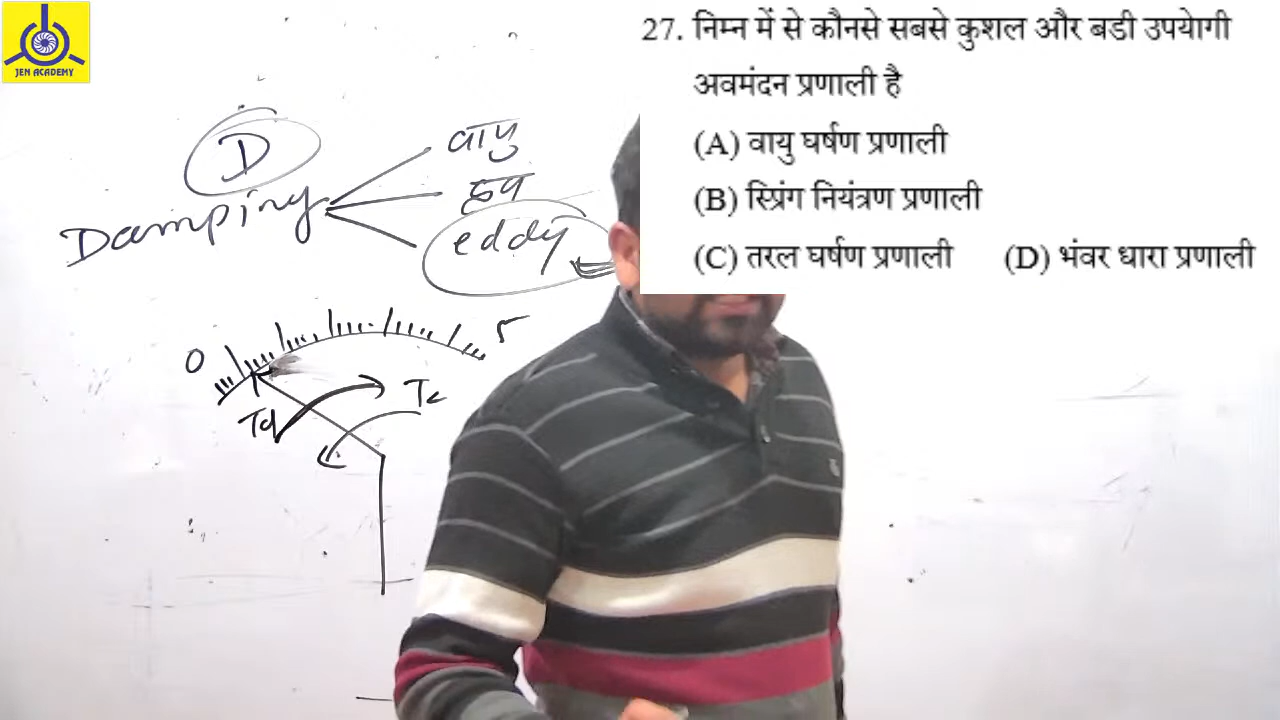 JEN ACADEMY
27. निम्न में से कौनसे सबसे कुशल और बडी उपयोगी
अवमंदन प्रणाली है
(A) वायु घर्षण प्रणाली
(B) स्प्रिंग नियंत्रण प्रणाली
(C) तरल घर्षण प्रणाली (D) भंवर धारा प्रणाली
D
Damping
वायु
द्रव
eddy
0
5
Td
Tc